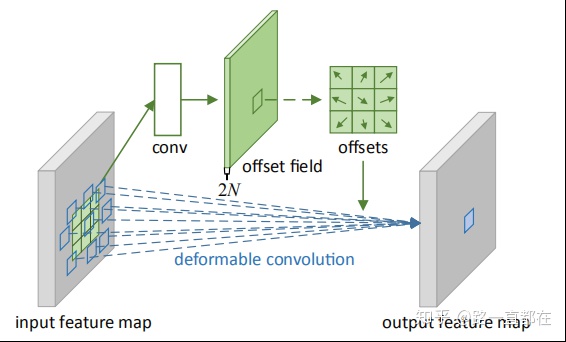 conv
offset field
offsets
2N
deformable convolution
input feature map
output feature map
知乎 @路一直都在